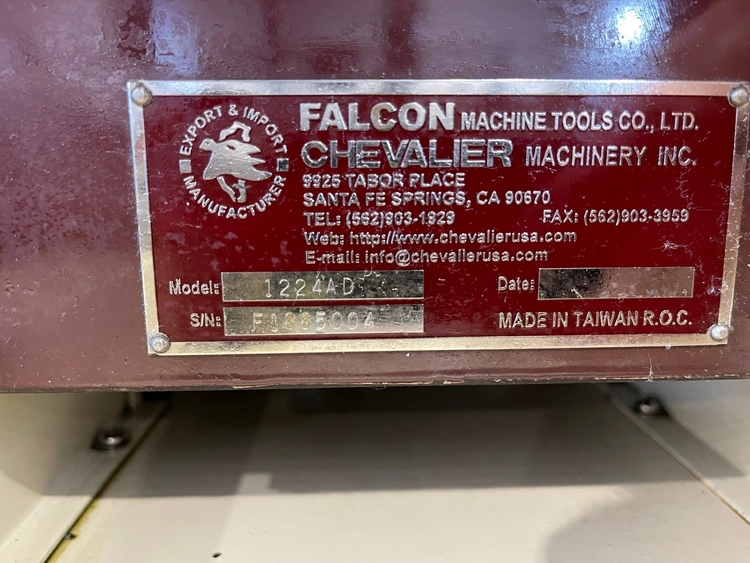 EXPORT & IMPORT
MANUFACTURER
FALCON MACHINE TOOLS CO., LTD.
CHEVALIER MACHINERY INC.
9925 TABOR PLACE
SANTA FE SPRINGS, CA 90670
TEL: (562)903-1929 FAX: (562)903-3959
Web: http://www.chevalierusa.com
E-mail: info@chevalierusa.com
Model: 1224AD Date:
S/N: MADE IN TAIWAN R.O.C.